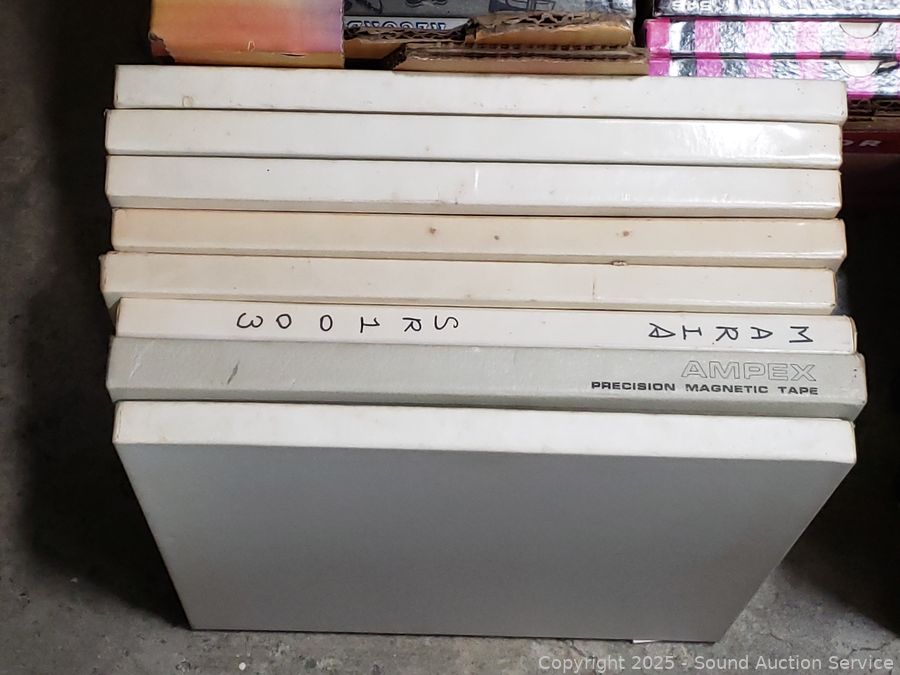 MARIA SR1003
AMPEX
PRECISION MAGNETIC TAPE
Copyright © 2025 - Sound Auction Service